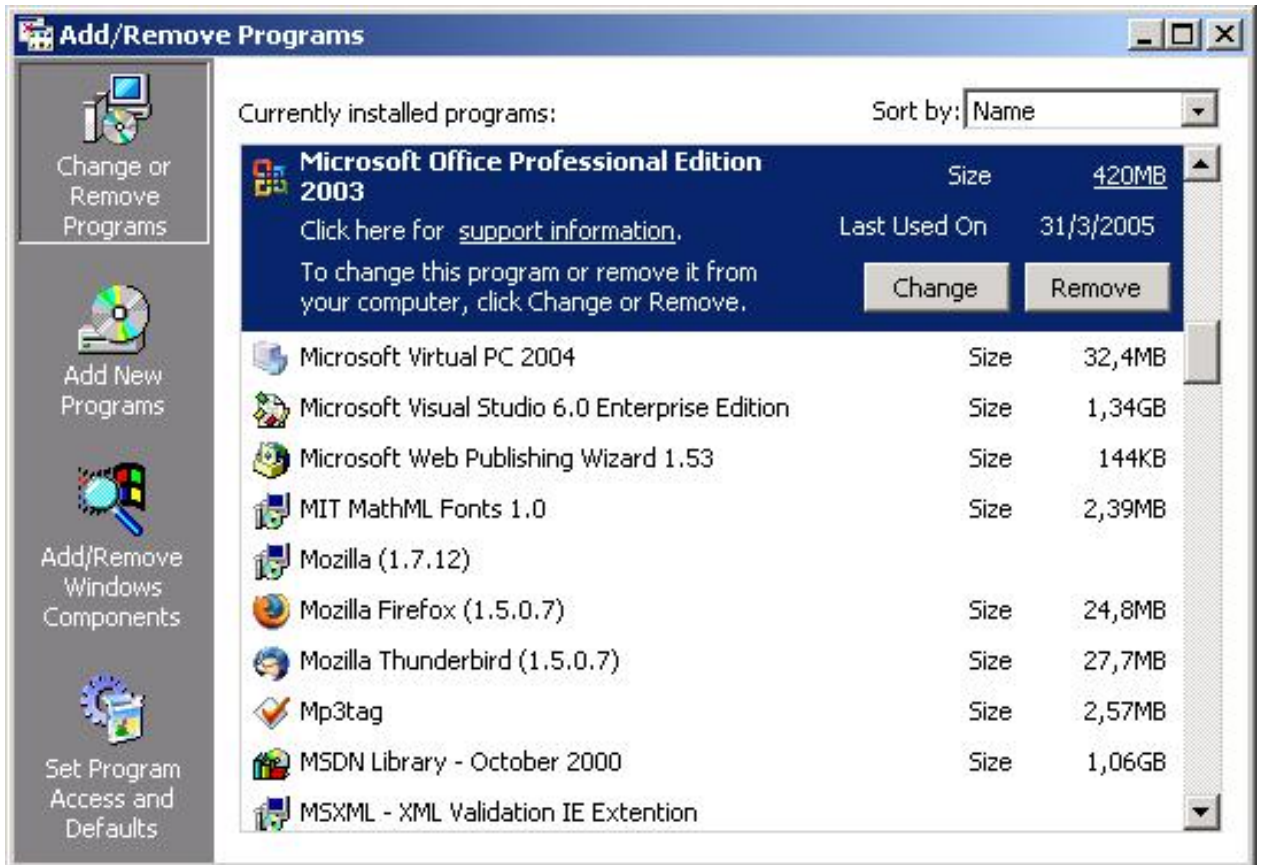 Add/Remove Programs
Change or
Remove
Programs
Add New
Programs
Add/Remove
Windows
Components
Set Program
Access and
Defaults
Currently installed programs:
Sort by: Name
Microsoft Office Professional Edition
2003
Size 420MB
Click here for support information.
Last Used On 31/3/2005
To change this program or remove it from
your computer, click Change or Remove.
Change Remove
Microsoft Virtual PC 2004 Size 32,4MB
Microsoft Visual Studio 6.0 Enterprise Edition Size 1,34GB
Microsoft Web Publishing Wizard 1.53 Size 144KB
MIT MathML Fonts 1.0 Size 2,39MB
Mozilla (1.7.12)
Mozilla Firefox (1.5.0.7) Size 24,8MB
Mozilla Thunderbird (1.5.0.7) Size 27,7MB
Mp3tag Size 2,57MB
MSDN Library - October 2000 Size 1,06GB
MSXML - XML Validation IE Extention